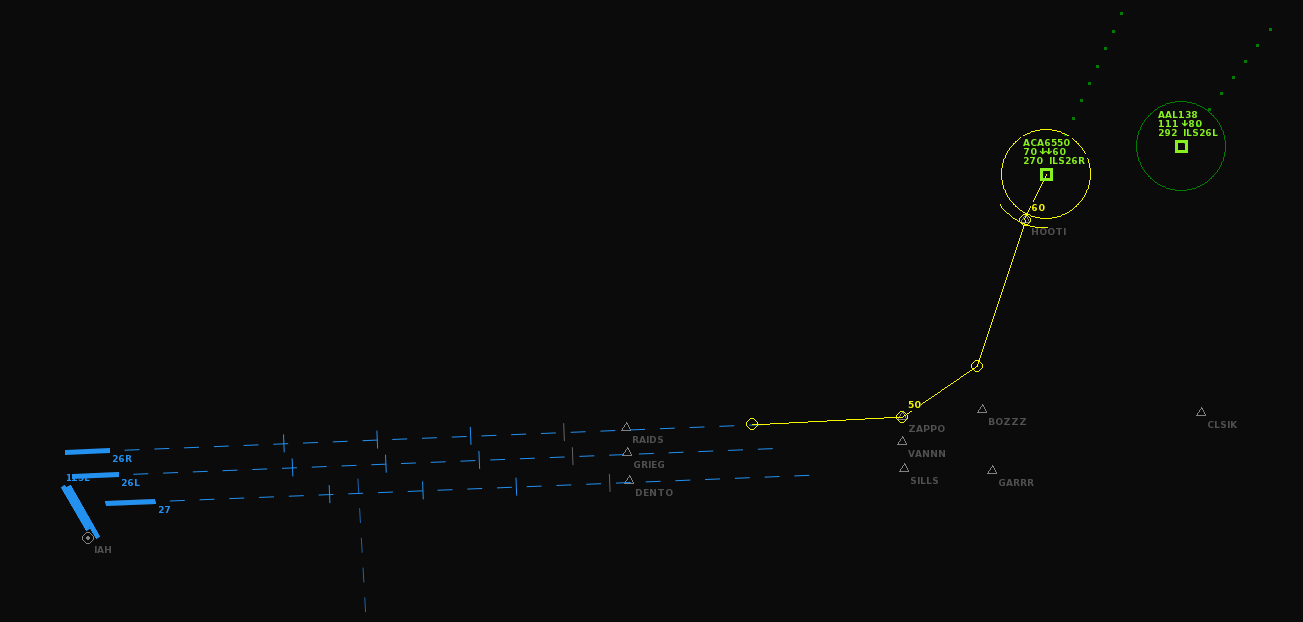 AAL138
111 ↓80
292 ILS26L
ACA6550
70 ↓↓60
270 ILS26R
60
HOOTI
50
ZAPPO
BOZZZ
CLSIK
RAIDS
VANNN
26R
GRIEG
SILLS
GARRR
26L
DENTO
27
IAH